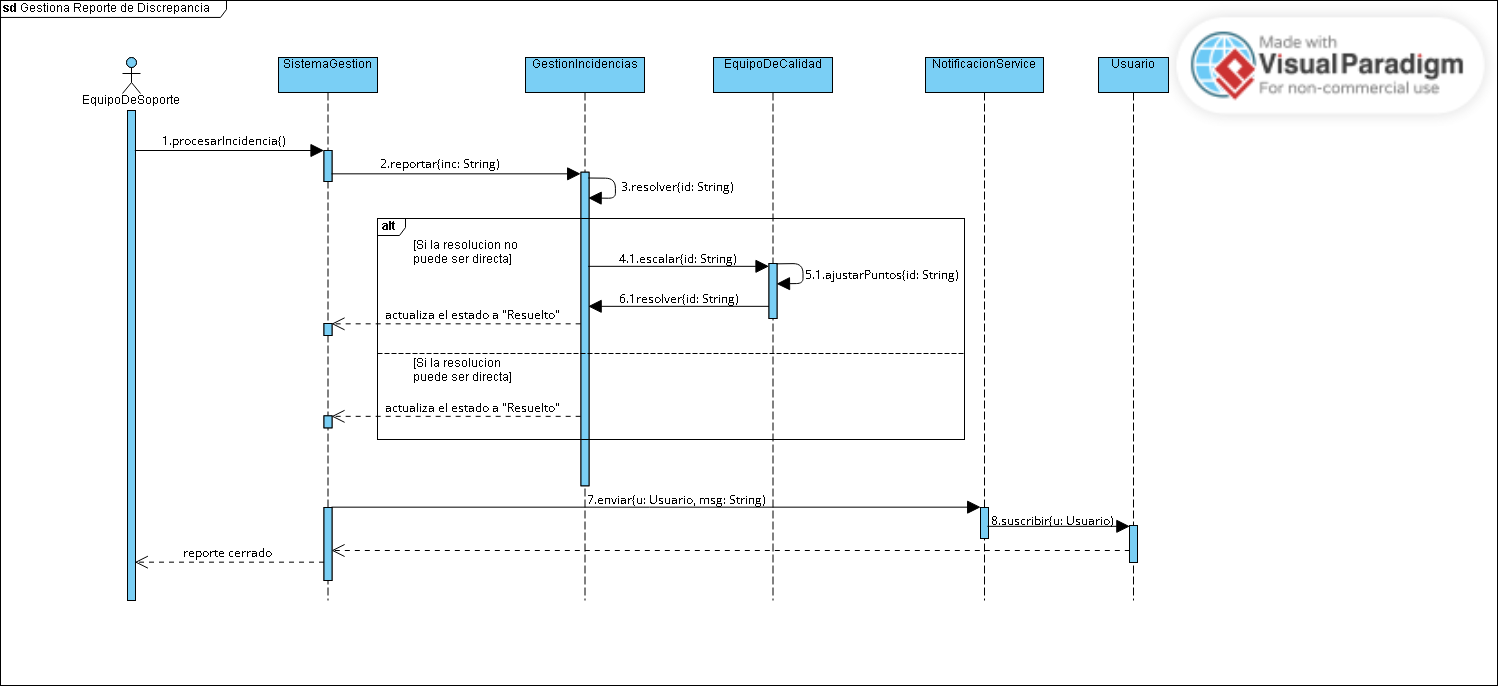 sd Gestiona Reporte de Discrepancia
Made with
Visual Paradigm
For non-commercial use
EquipoDeSoporte
SistemaGestion
GestionIncidencias
EquipoDeCalidad
NotificacionService
Usuario
1.procesarIncidencia()
2.reportar(inc: String)
3.resolver(id: String)
alt
[Si la resolucion no
puede ser directa]
4.1.escalar(id: String)
5.1.ajustarPuntos(id: String)
6.1resolver(id: String)
actualiza el estado a "Resuelto"
[Si la resolucion
puede ser directa]
actualiza el estado a "Resuelto"
7.enviar(u: Usuario, msg: String)
8.suscribir(u: Usuario)
reporte cerrado